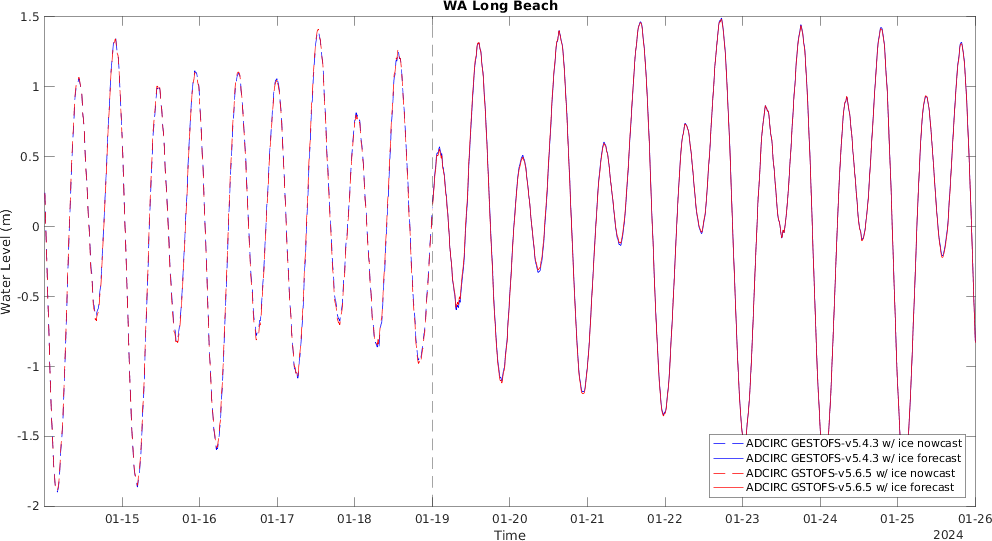 WA Long Beach
1.5
1
0.5
0
-0.5
-1
-1.5
-2
Water Level (m)
01-15 01-16 01-17 01-18 01-19 01-20 01-21 01-22 01-23 01-24 01-25 01-26
Time
2024
ADCIRC GESTOFS-v5.4.3 w/ ice nowcast
ADCIRC GESTOFS-v5.4.3 w/ ice forecast
ADCIRC GSTOFS-v5.6.5 w/ ice nowcast
ADCIRC GSTOFS-v5.6.5 w/ ice forecast